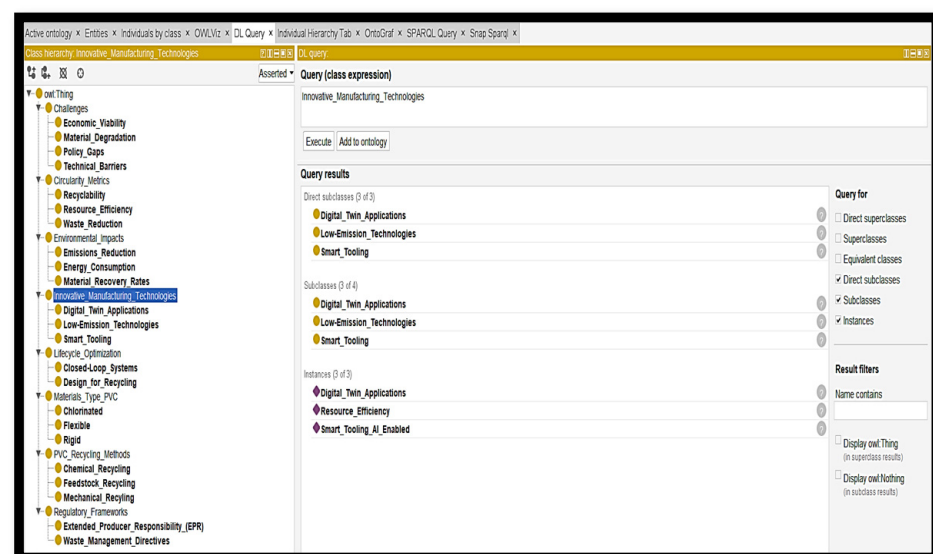 Active ontology × Entities × Individuals by class × OWLViz × DL Query × Individual Hierarchy Tab × OntoGraf × SPARQL Query × Snap Sparql ×
Class hierarchy: Innovative_Manufacturing_Technologies
Asserted
owl:Thing
Challenges
Economic_Viability
Material_Degradation
Policy_Gaps
Technical_Barriers
Circularity_Metrics
Recyclability
Resource_Efficiency
Waste_Reduction
Environmental_Impacts
Emissions_Reduction
Energy_Consumption
Material_Recovery_Rates
Innovative_Manufacturing_Technologies
Digital_Twin_Applications
Low-Emission_Technologies
Smart_Tooling
Lifecycle_Optimization
Closed-Loop_Systems
Design_for_Recycling
Materials_Type_PVC
Chlorinated
Flexible
Rigid
PVC_Recycling_Methods
Chemical_Recycling
Feedstock_Recycling
Mechanical_Recyling
Regulatory_Frameworks
Extended_Producer_Responsibility_(EPR)
Waste_Management_Directives
DL query:
Query (class expression)
Innovative_Manufacturing_Technologies
Execute Add to ontology
Query results
Direct subclasses (3 of 3)
Digital_Twin_Applications
Low-Emission_Technologies
Smart_Tooling
Subclasses (3 of 4)
Digital_Twin_Applications
Low-Emission_Technologies
Smart_Tooling
Instances (3 of 3)
Digital_Twin_Applications
Resource_Efficiency
Smart_Tooling_AI_Enabled
Query for
Direct superclasses
Superclasses
Equivalent classes
Direct subclasses
Subclasses
Instances
Result filters
Name contains
Display owl:Thing
(in superclass results)
Display owl:Nothing
(in subclass results)